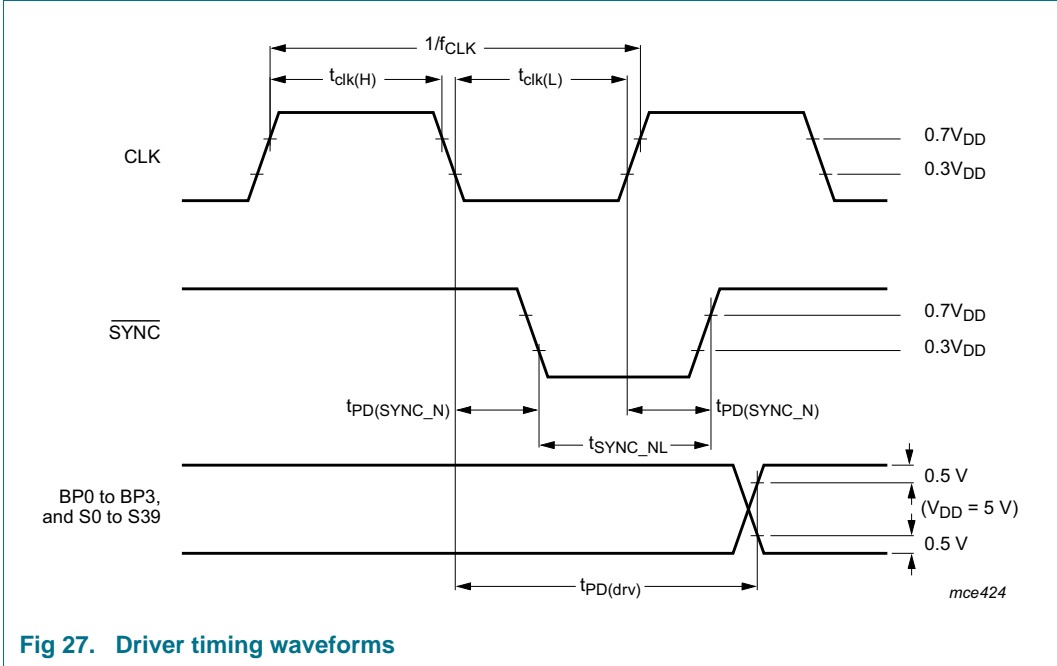 1/fCLK
tclk(H)
tclk(L)
CLK
0.7VDD
0.3VDD
SYNC
0.7VDD
0.3VDD
tPD(SYNC_N)
tPD(SYNC_N)
tSYNC_NL
BP0 to BP3,
and S0 to S39
0.5 V
(VDD = 5 V)
0.5 V
tPD(drv)
mce424
Fig 27. Driver timing waveforms